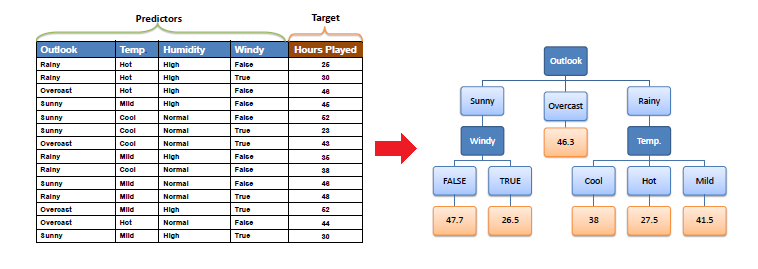 Predictors
Target
Outlook Temp Humidity Windy Hours Played
Rainy Hot High False 25
Rainy Hot High True 30
Overcast Hot High False 46
Sunny Mild High False 45
Sunny Cool Normal False 52
Sunny Cool Normal True 23
Overcast Cool Normal True 43
Rainy Mild High False 35
Rainy Cool Normal False 38
Sunny Mild Normal False 46
Rainy Mild Normal True 48
Overcast Mild High True 52
Overcast Hot Normal False 44
Sunny Mild High True 30
Outlook
Sunny Overcast Rainy
Windy 46.3 Temp.
FALSE TRUE Cool Hot Mild
47.7 26.5 38 27.5 41.5